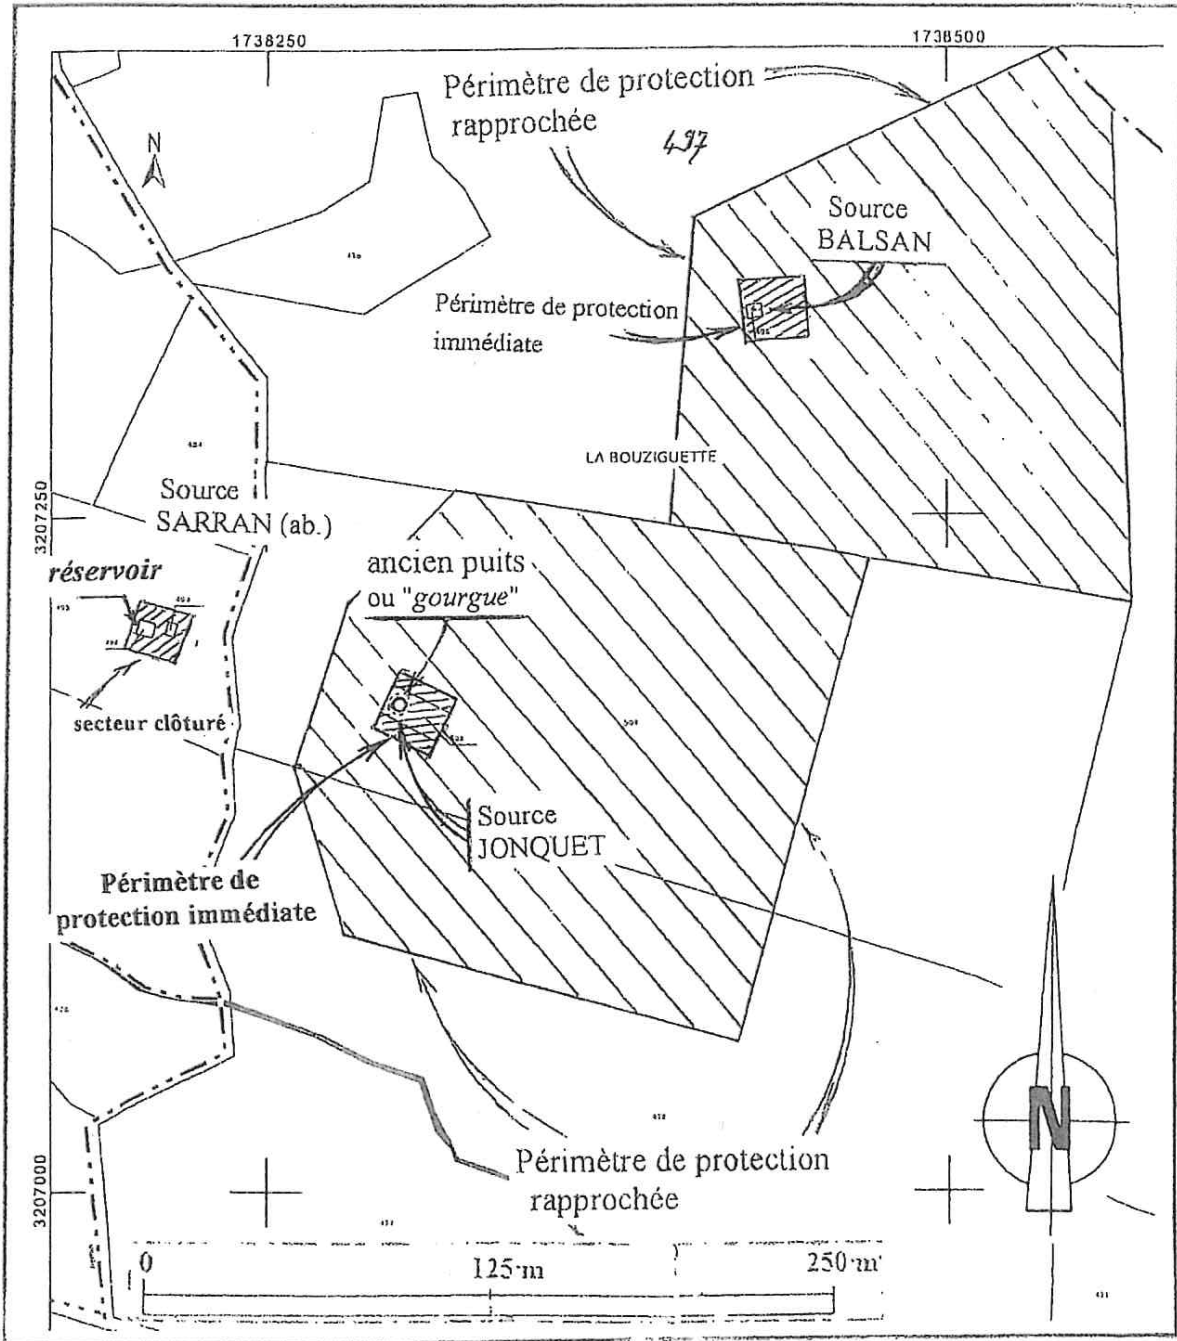 1738250
1738500
Périmètre de protection
rapprochée
497
N
Source
BALSAN
Périmètre de protection
immédiate
LA BOUZIGUETTE
3207250
Source
SARRAN (ab.)
réservoir
ancien puits
ou "gourgue"
secteur clôturé
Source
JONQUET
Périmètre de
protection immédiate
N
Périmètre de protection
rapprochée
3207000
0
125 m
250 m